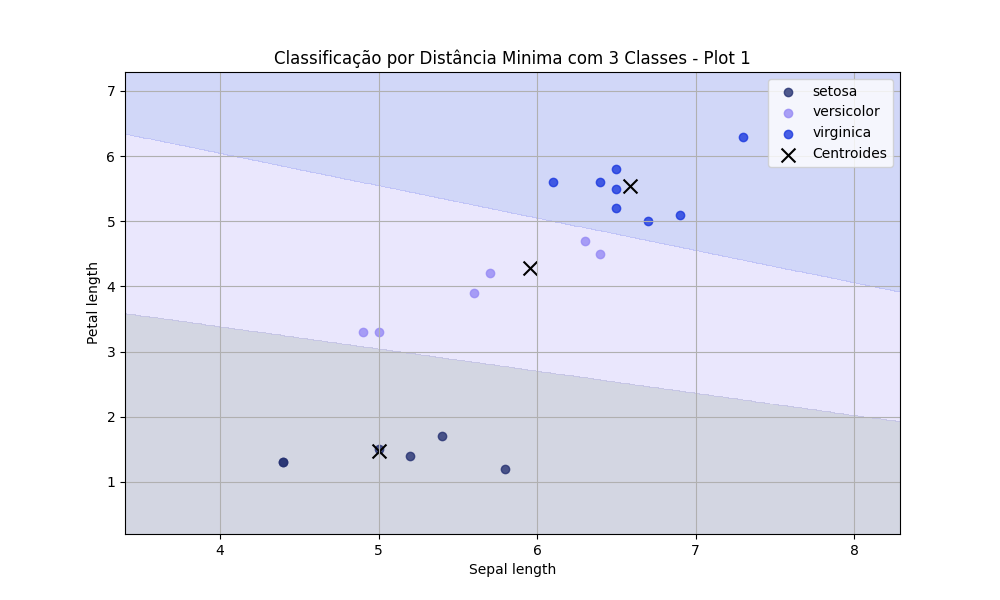 Classificação por Distância Minima com 3 Classes - Plot 1
setosa
versicolor
virginica
Centroides
7
6
5
4
3
2
1
Petal length
4 5 6 7 8
Sepal length